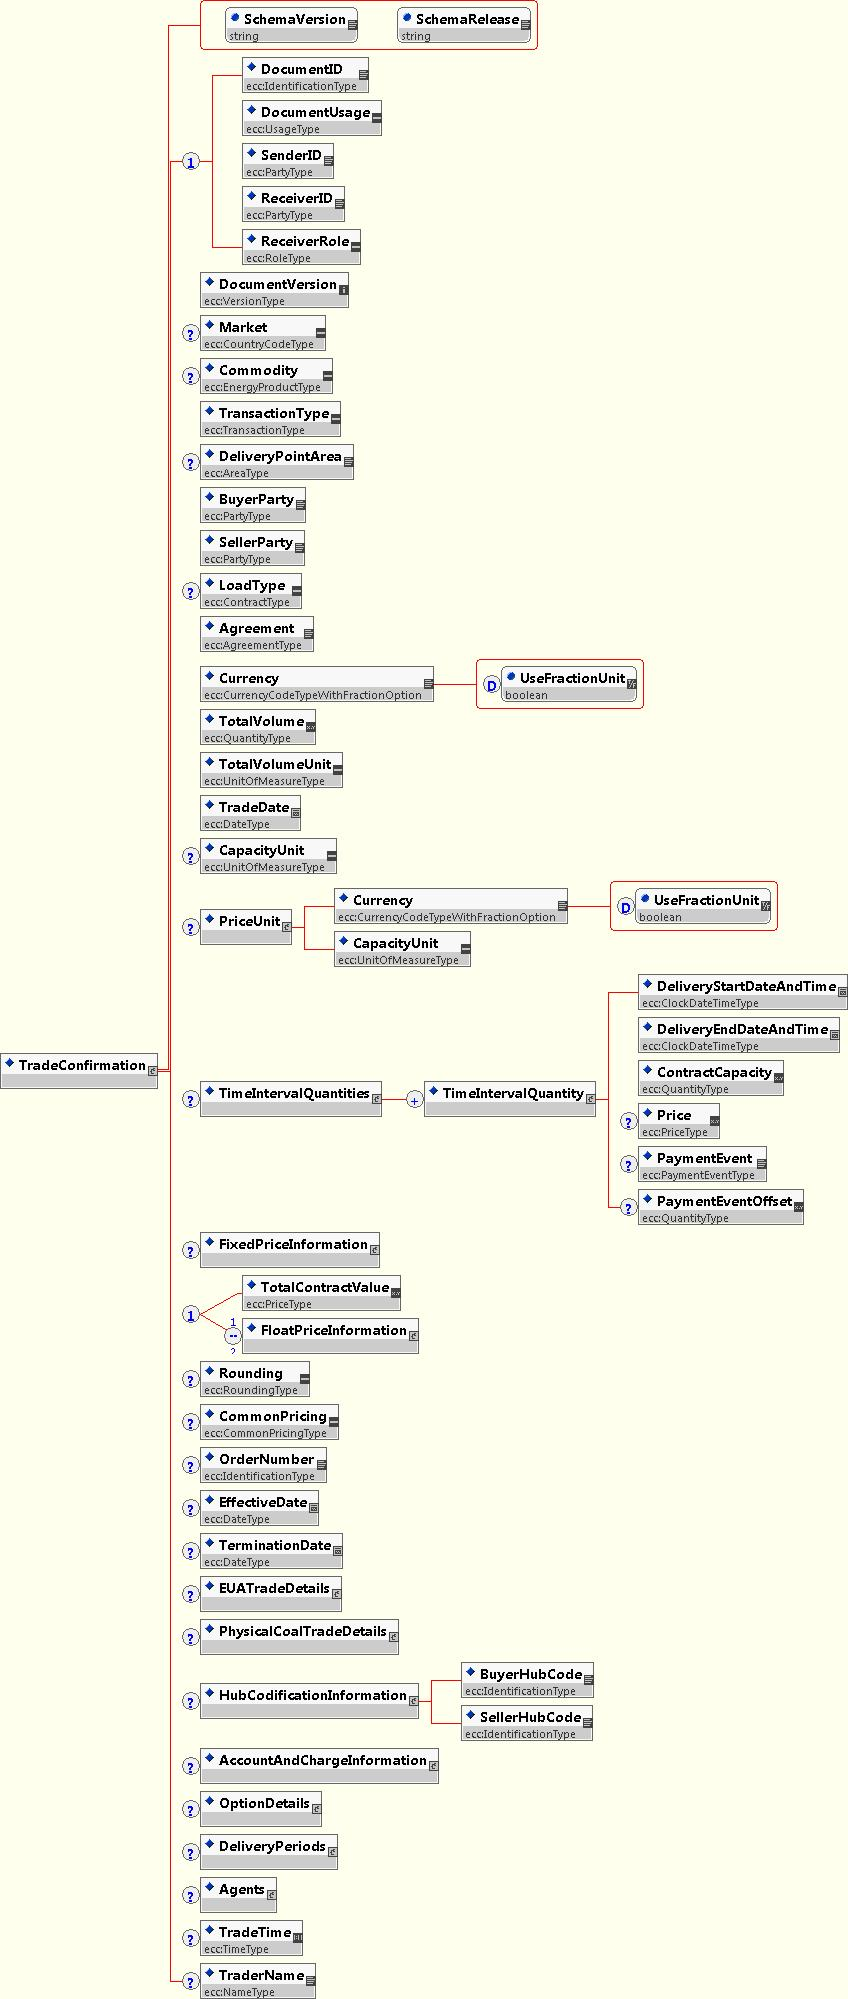 SchemaVersion
string
SchemaRelease
string
DocumentID
ecc:IdentificationType
DocumentUsage
ecc:UsageType
SenderID
ecc:PartyType
1
ReceiverID
ecc:PartyType
ReceiverRole
ecc:RoleType
DocumentVersion
ecc:VersionType
? Market
ecc:CountryCodeType
? Commodity
ecc:EnergyProductType
TransactionType
ecc:TransactionType
? DeliveryPointArea
ecc:AreaType
BuyerParty
ecc:PartyType
SellerParty
ecc:PartyType
? LoadType
ecc:ContractType
Agreement
ecc:AgreementType
Currency
ecc:CurrencyCodeTypeWithFractionOption
D UseFractionUnit
boolean
TotalVolume
ecc:QuantityType
TotalVolumeUnit
ecc:UnitOfMeasureType
TradeDate
ecc:DateType
? CapacityUnit
ecc:UnitOfMeasureType
? PriceUnit
Currency
ecc:CurrencyCodeTypeWithFractionOption
D UseFractionUnit
boolean
CapacityUnit
ecc:UnitOfMeasureType
TradeConfirmation
? TimeIntervalQuantities
+ TimeIntervalQuantity
DeliveryStartDateAndTime
ecc:ClockDateTimeType
DeliveryEndDateAndTime
ecc:ClockDateTimeType
ContractCapacity
ecc:QuantityType
? Price
ecc:PriceType
? PaymentEvent
ecc:PaymentEventType
? PaymentEventOffset
ecc:QuantityType
? FixedPriceInformation
1
TotalContractValue
ecc:PriceType
1
--
2
FloatPriceInformation
? Rounding
ecc:RoundingType
? CommonPricing
ecc:CommonPricingType
? OrderNumber
ecc:IdentificationType
? EffectiveDate
ecc:DateType
? TerminationDate
ecc:DateType
? EUATradeDetails
? PhysicalCoalTradeDetails
? HubCodificationInformation
BuyerHubCode
ecc:IdentificationType
SellerHubCode
ecc:IdentificationType
? AccountAndChargeInformation
? OptionDetails
? DeliveryPeriods
? Agents
? TradeTime
ecc:TimeType
? TraderName
ecc:NameType